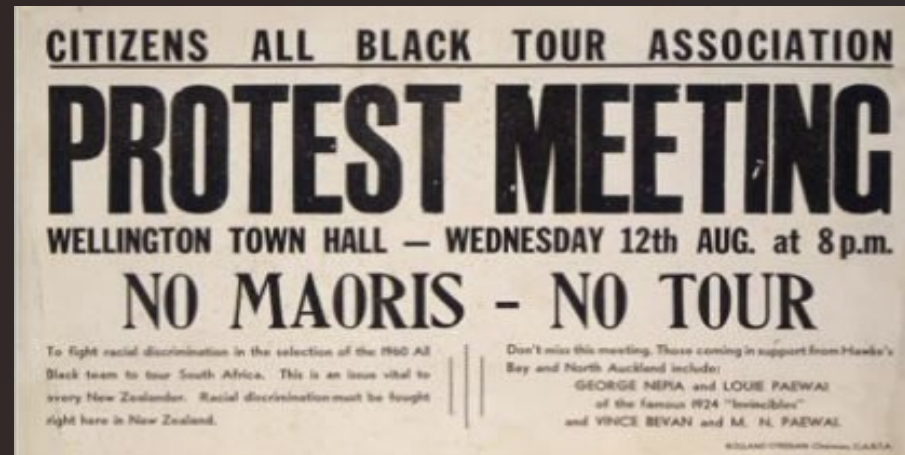 CITIZENS ALL BLACK TOUR ASSOCIATION
PROTEST MEETING
WELLINGTON TOWN HALL — WEDNESDAY 12th AUG. at 8 p.m.
NO MAORIS - NO TOUR
To fight racial discrimination in the selection of the 1960 All
Black team to tour South Africa. This is an issue vital to
every New Zealander. Racial discrimination must be fought
right here in New Zealand.
Don't miss this meeting. Those coming in support from Hawke's
Bay and North Auckland include:
GEORGE NEPIA and LOUIE PAEWAI
of the famous 1924 "Invincibles"
and VINCE BEVAN and M. N. PAEWAI.
Chairman, C.A.B.T.A.